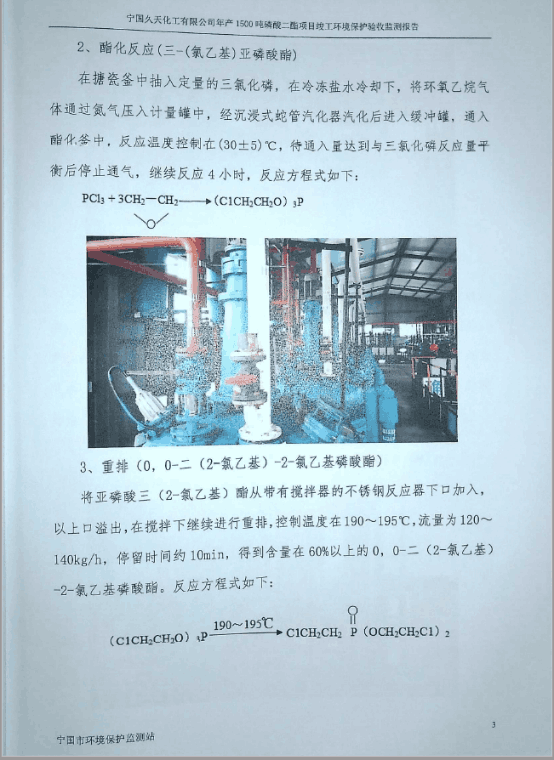 宁国久天化工有限公司年产1500吨磷酸二酯项目竣工环境保护验收监测报告
2、酯化反应(三-(氯乙基)亚磷酸酯)
在搪瓷釜中抽入定量的三氯化磷，在冷冻盐水冷却下，将环氧乙烷气
体通过氮气压入计量罐中，经沉浸式蛇管汽化器汽化后进入缓冲罐，通入
酯化釜中，反应温度控制在(30±5)℃，待通入量达到与三氯化磷反应量平
衡后停止通气，继续反应4小时，反应方程式如下：
PCl₃＋3CH₂—CH₂→(C1CH₂CH₂O) ₃P
O
3、重排（O，0-二（2-氯乙基）-2-氯乙基磷酸酯）
将亚磷酸三（2-氯乙基）酯从带有搅拌器的不锈钢反应器下口加入，
以上口溢出，在搅拌下继续进行重排，控制温度在190～195℃，流量为120～
140kg/h，停留时间约10min，得到含量在60%以上的0，0-二（2-氯乙基）
-2-氯乙基磷酸酯。反应方程式如下：
O
190～195℃
(C1CH₂CH₂O) ₃P→C1CH₂CH₂ P (OCH₂CH₂C1) ₂
3
宁国市环境保护监测站